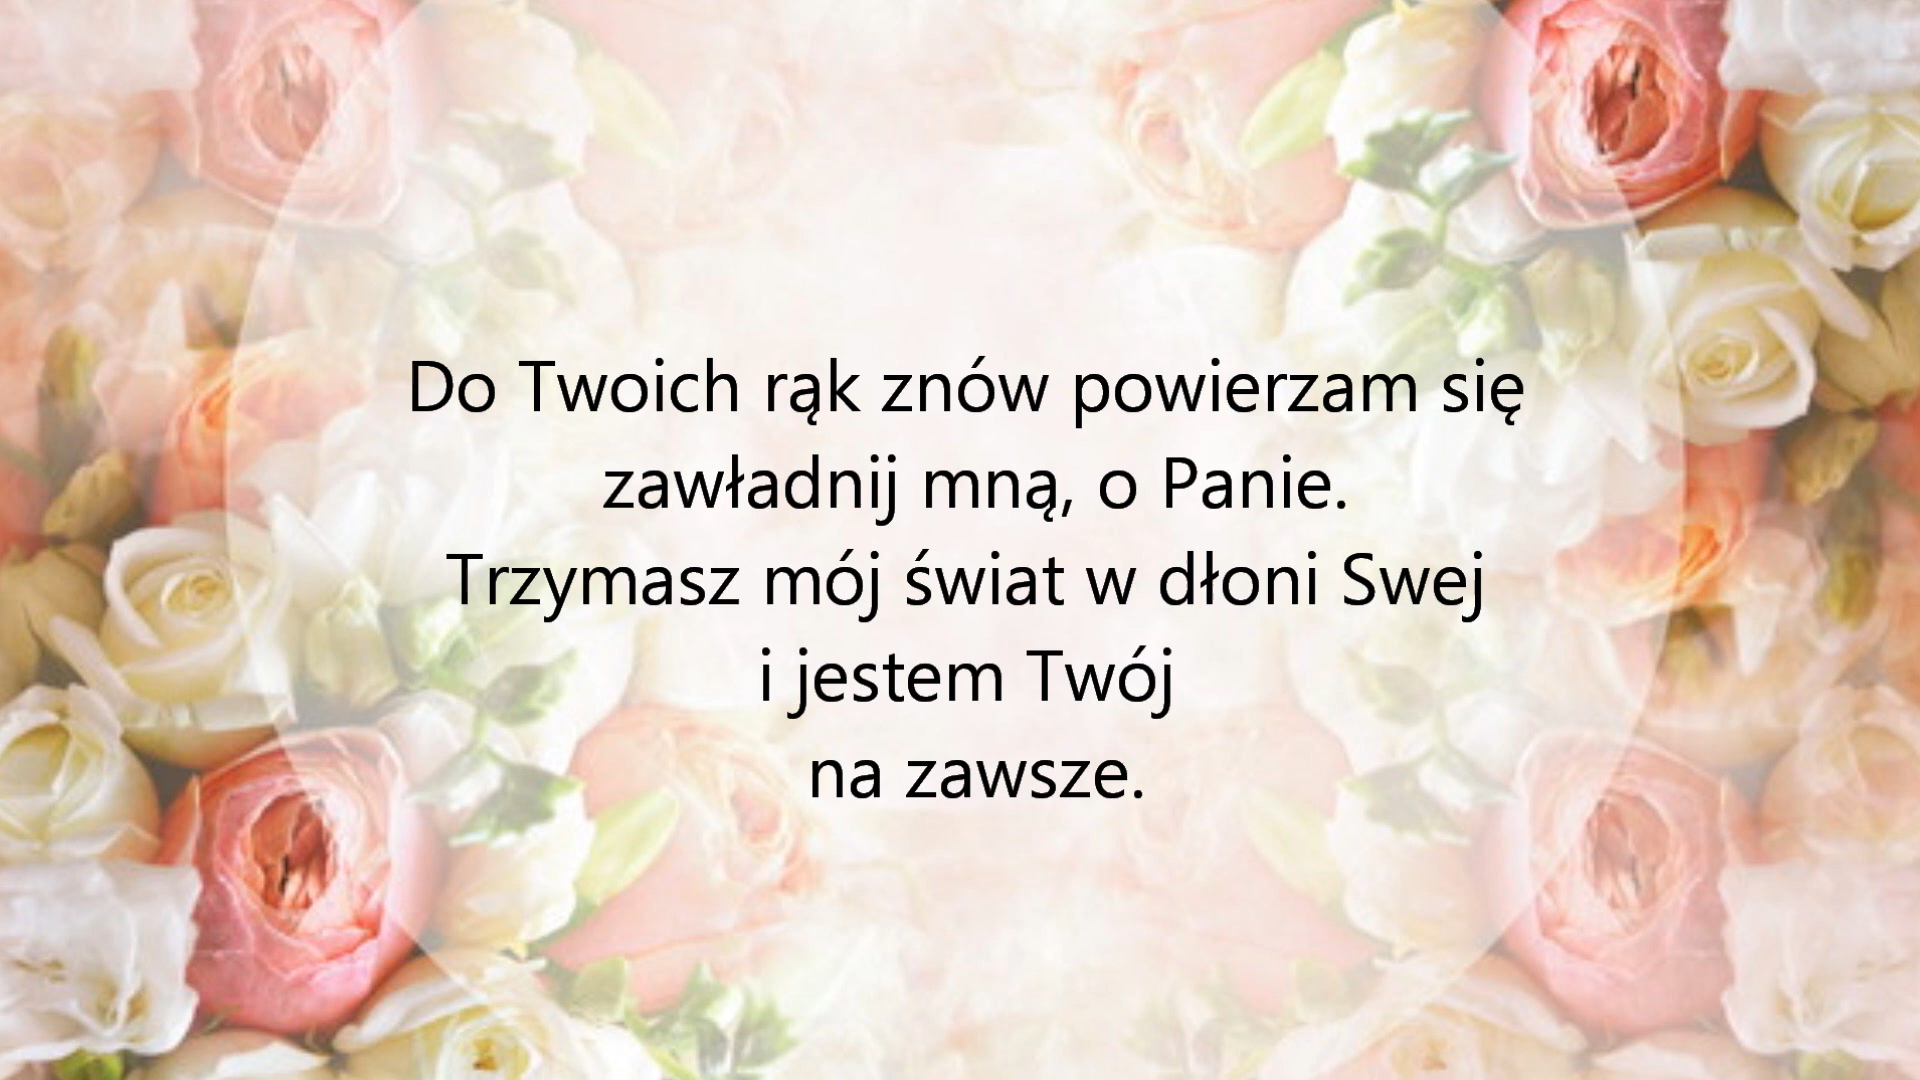 Do Twoich rąk znów powierzam się
zawładnij mną, o Panie.
Trzymasz mój świat w dłoni Swej
i jestem Twój
na zawsze.